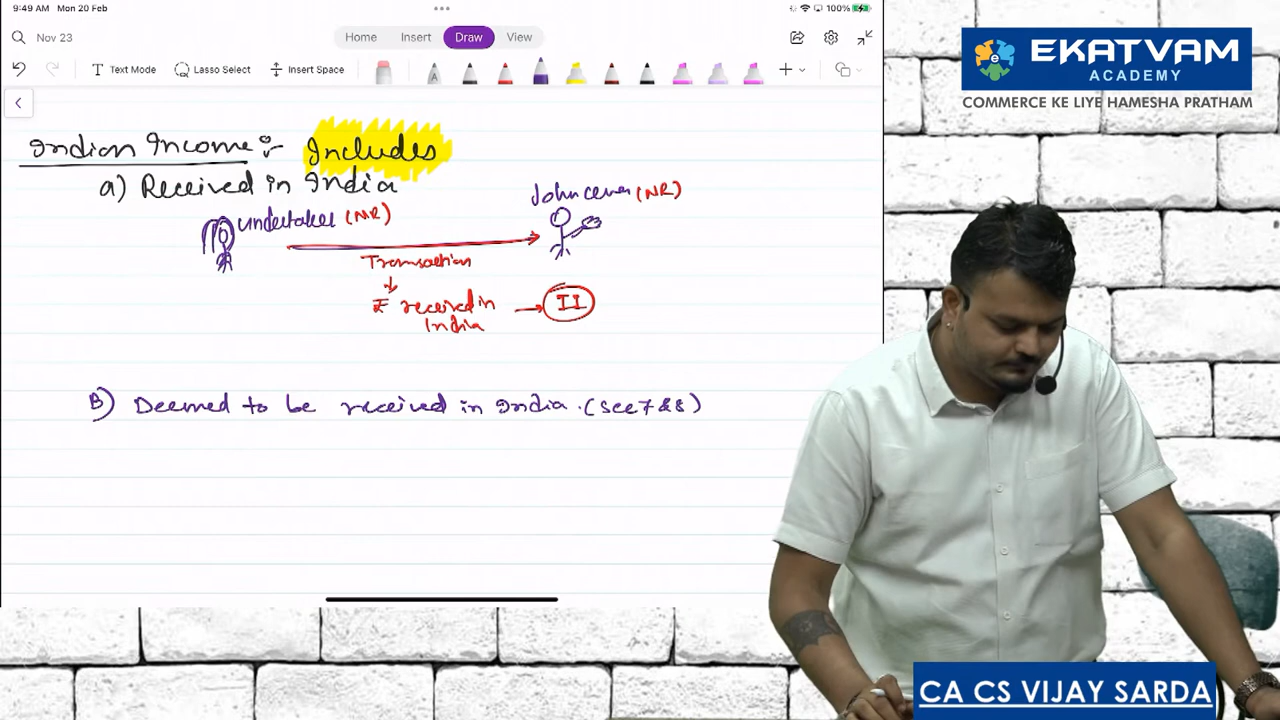 9:49 AM Mon 20 Feb
100%
Nov 23
Home Insert Draw View
Text Mode Lasso Select Insert Space
Indian Income :- Includes
a) Received in India
undertaker (NR)
John cena (NR)
Transaction
₹ received in India → II
B) Deemed to be received in India. (sec 7 & 8)
EKATVAM
ACADEMY
COMMERCE KE LIYE HAMESHA PRATHAM
CA CS VIJAY SARDA